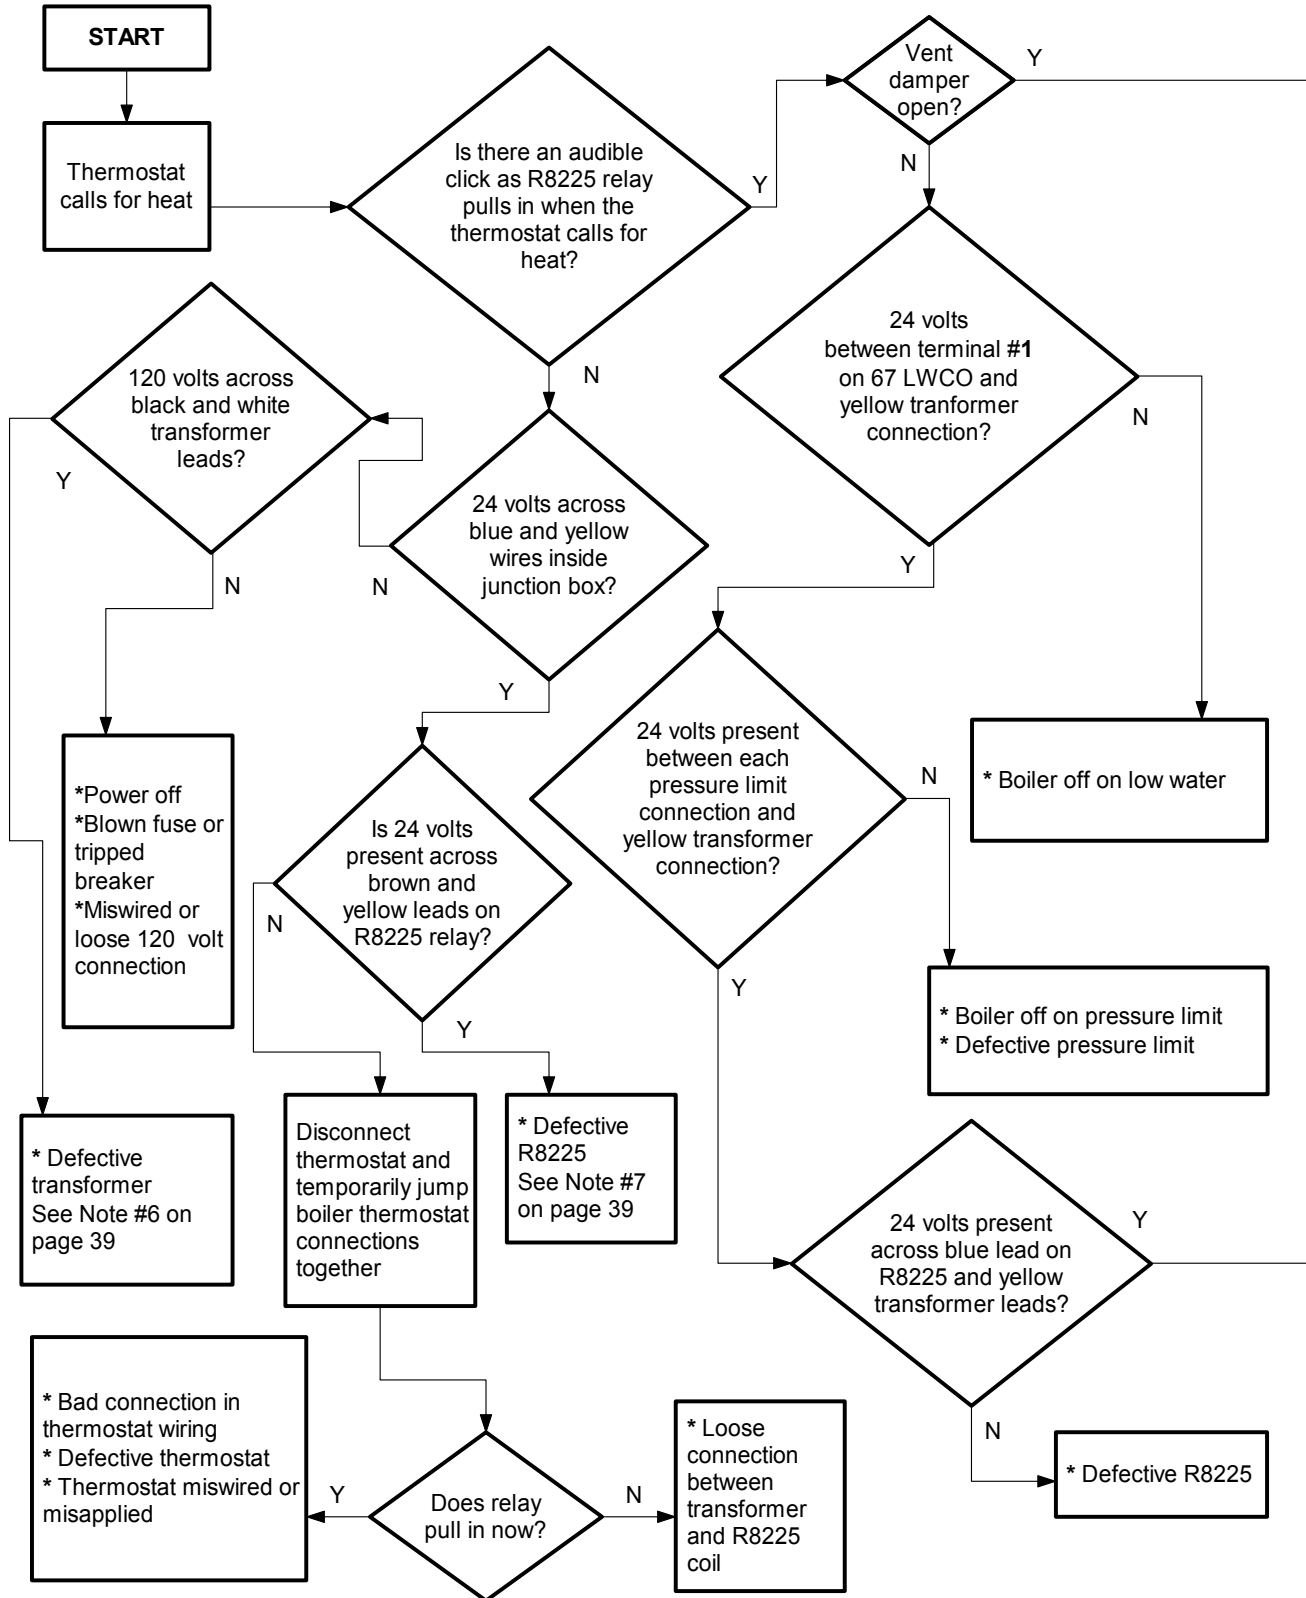 START
Thermostat
calls for heat
Is there an audible
click as R8225 relay
pulls in when the
thermostat calls for
heat?
Y
Vent
damper
open?
Y
N
24 volts
between terminal #1
on 67 LWCO and
yellow tranformer
connection?
N
Y
N
120 volts across
black and white
transformer
leads?
Y
N
24 volts across
blue and yellow
wires inside
junction box?
N
Y
*Power off
*Blown fuse or
tripped
breaker
*Miswired or
loose 120 volt
connection
Is 24 volts
present across
brown and
yellow leads on
R8225 relay?
N
Y
24 volts present
between each
pressure limit
connection and
yellow transformer
connection?
N
Y
* Boiler off on low water
* Boiler off on pressure limit
* Defective pressure limit
* Defective
transformer
See Note #6 on
page 39
Disconnect
thermostat and
temporarily jump
boiler thermostat
connections
together
* Defective
R8225
See Note #7
on page 39
24 volts present
across blue lead on
R8225 and yellow
transformer leads?
Y
N
* Defective R8225
* Bad connection in
thermostat wiring
* Defective thermostat
* Thermostat miswired or
misapplied
Y
Does relay
pull in now?
N
* Loose
connection
between
transformer
and R8225
coil